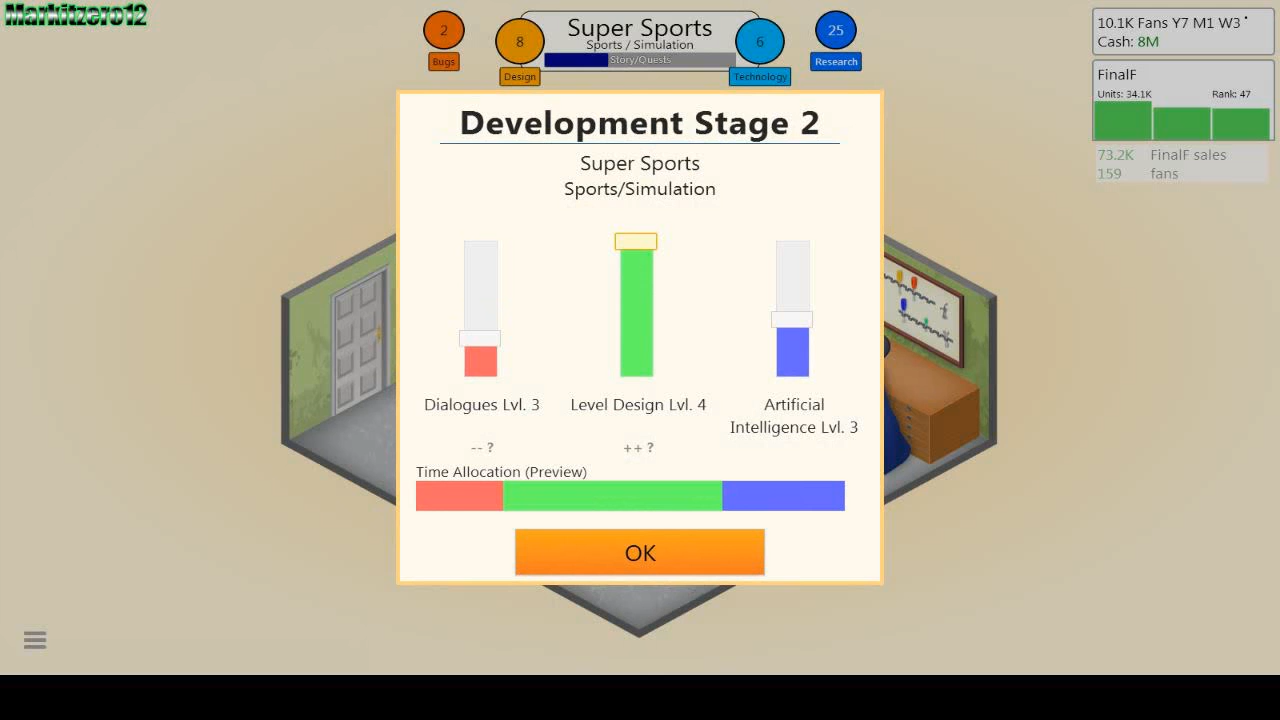 Markitzero12
2
Bugs
8
Design
Super Sports
Sports / Simulation
Story/Quests
6
Technology
25
Research
10.1K Fans Y7 M1 W3
Cash: 8M
FinalF
Units: 34.1K Rank: 47
73.2K FinalF sales
159 fans
Development Stage 2
Super Sports
Sports/Simulation
Dialogues Lvl. 3
Level Design Lvl. 4
Artificial
Intelligence Lvl. 3
-- ?
++ ?
Time Allocation (Preview)
OK